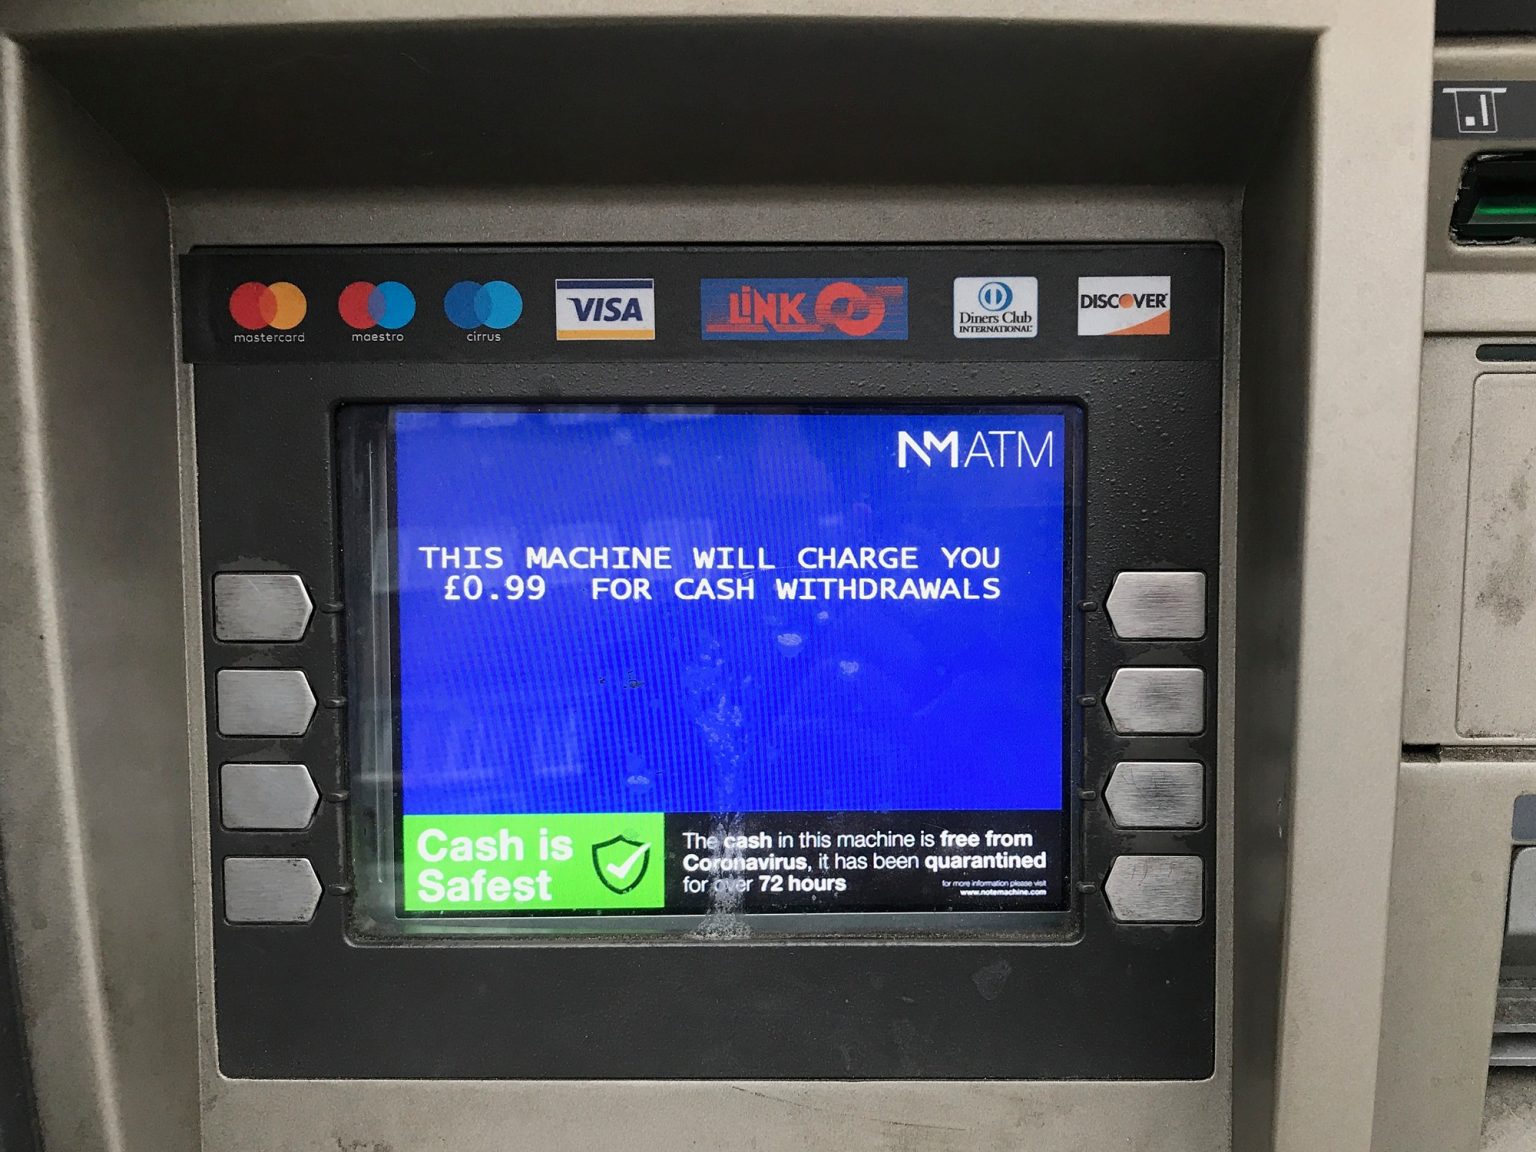 mastercard
maestro
cirrus
VISA
LiNK
Diners Club
INTERNATIONAL
DISCOVER
NMATM
THIS MACHINE WILL CHARGE YOU
£0.99 FOR CASH WITHDRAWALS
Cash is
Safest
The cash in this machine is free from
Coronavirus, it has been quarantined
for over 72 hours
for more information please visit
www.notemachine.com